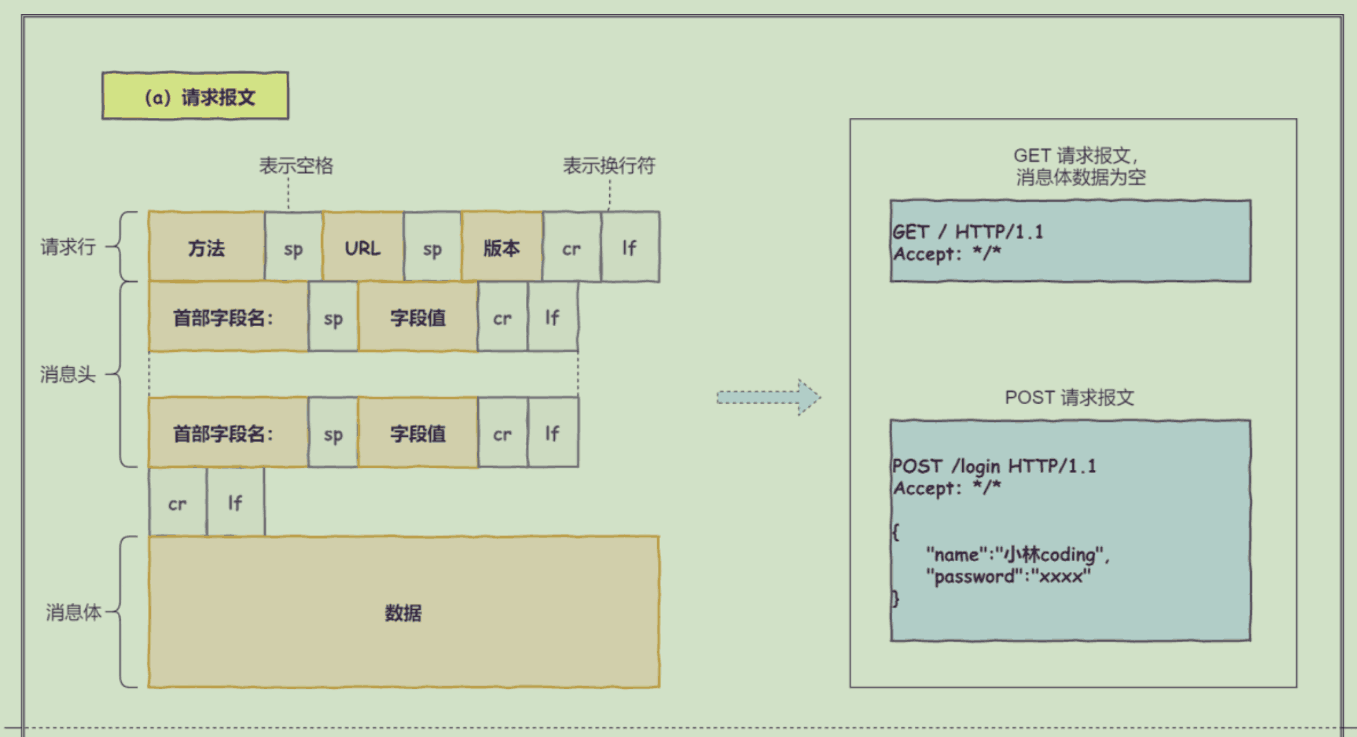 (a) 请求报文
表示空格
表示换行符
请求行
方法 sp URL sp 版本 cr lf
消息头
首部字段名: sp 字段值 cr lf
首部字段名: sp 字段值 cr lf
cr lf
消息体
数据
GET 请求报文,
消息体数据为空
GET / HTTP/1.1
Accept: */*
POST 请求报文
POST /login HTTP/1.1
Accept: */*
{
"name":"小林coding",
"password":"xxxx"
}